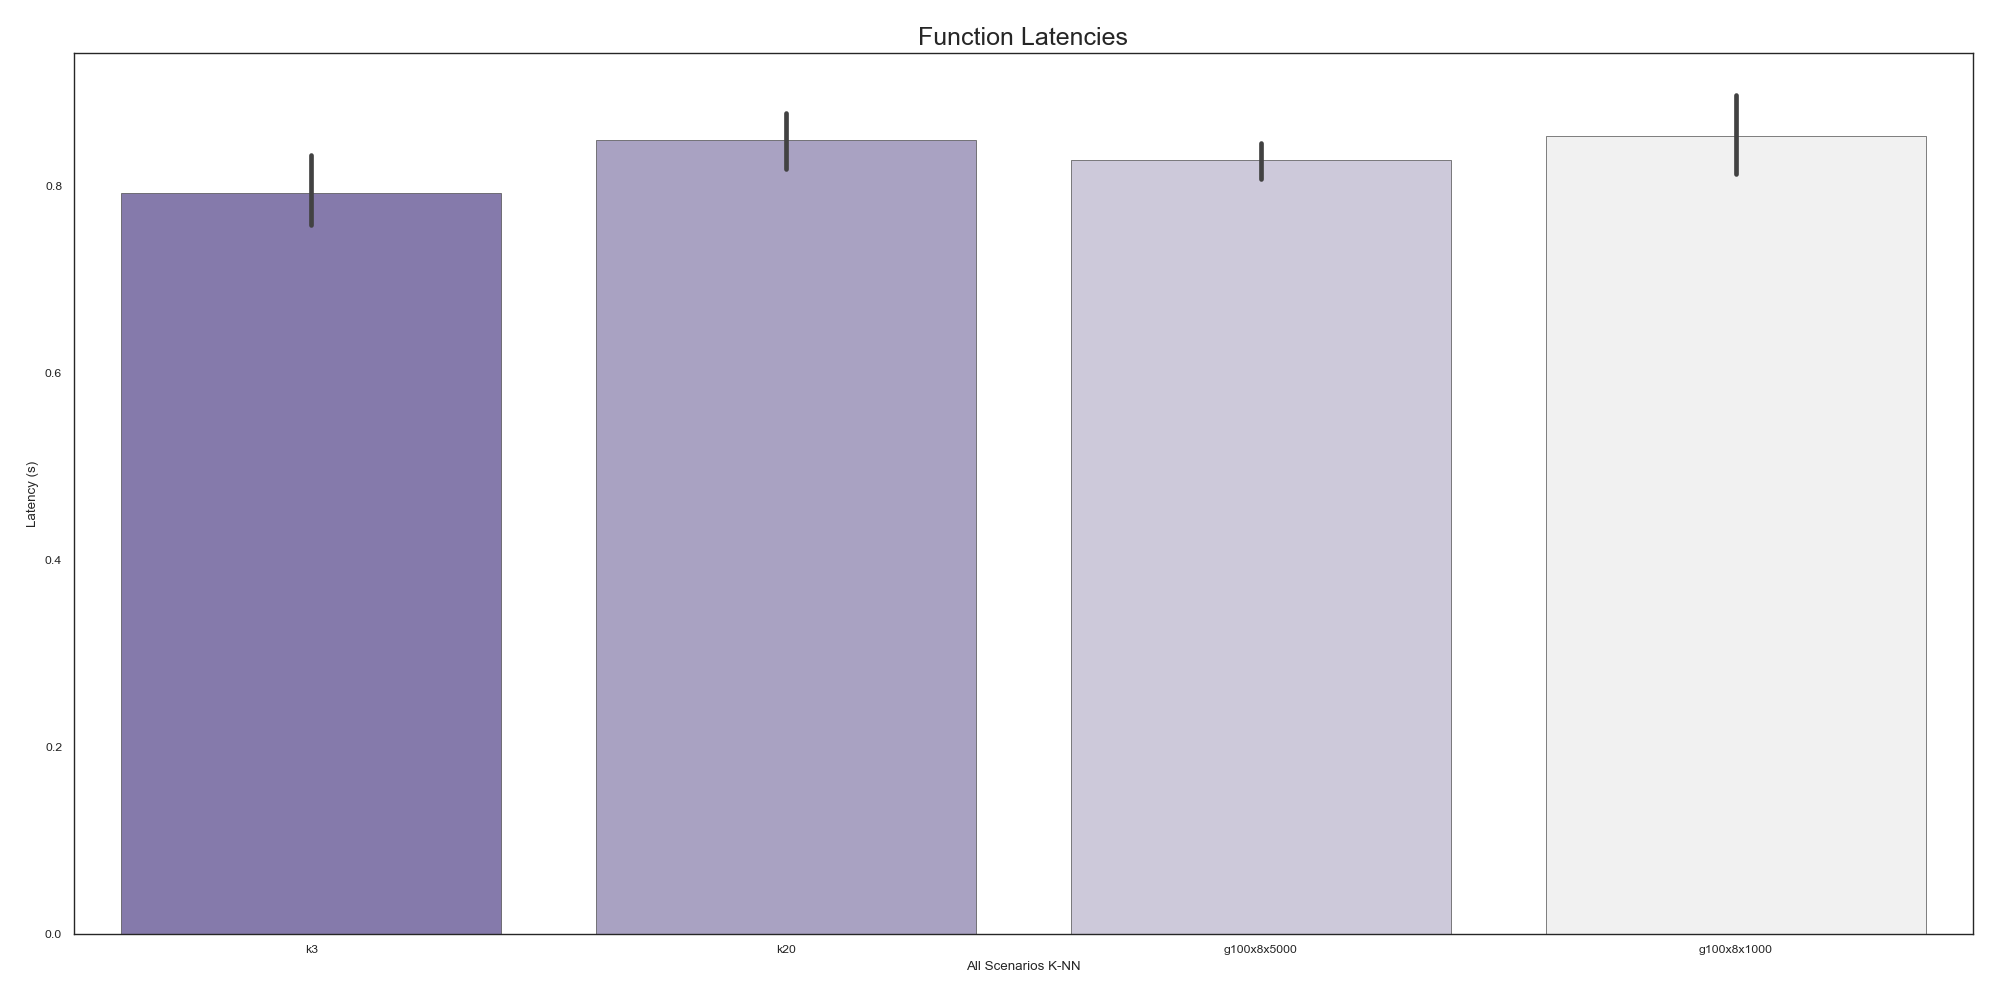 Function Latencies
Latency (s)
0.8
0.6
0.4
0.2
0.0
k3
k20
g100x8x5000
g100x8x1000
All Scenarios K-NN